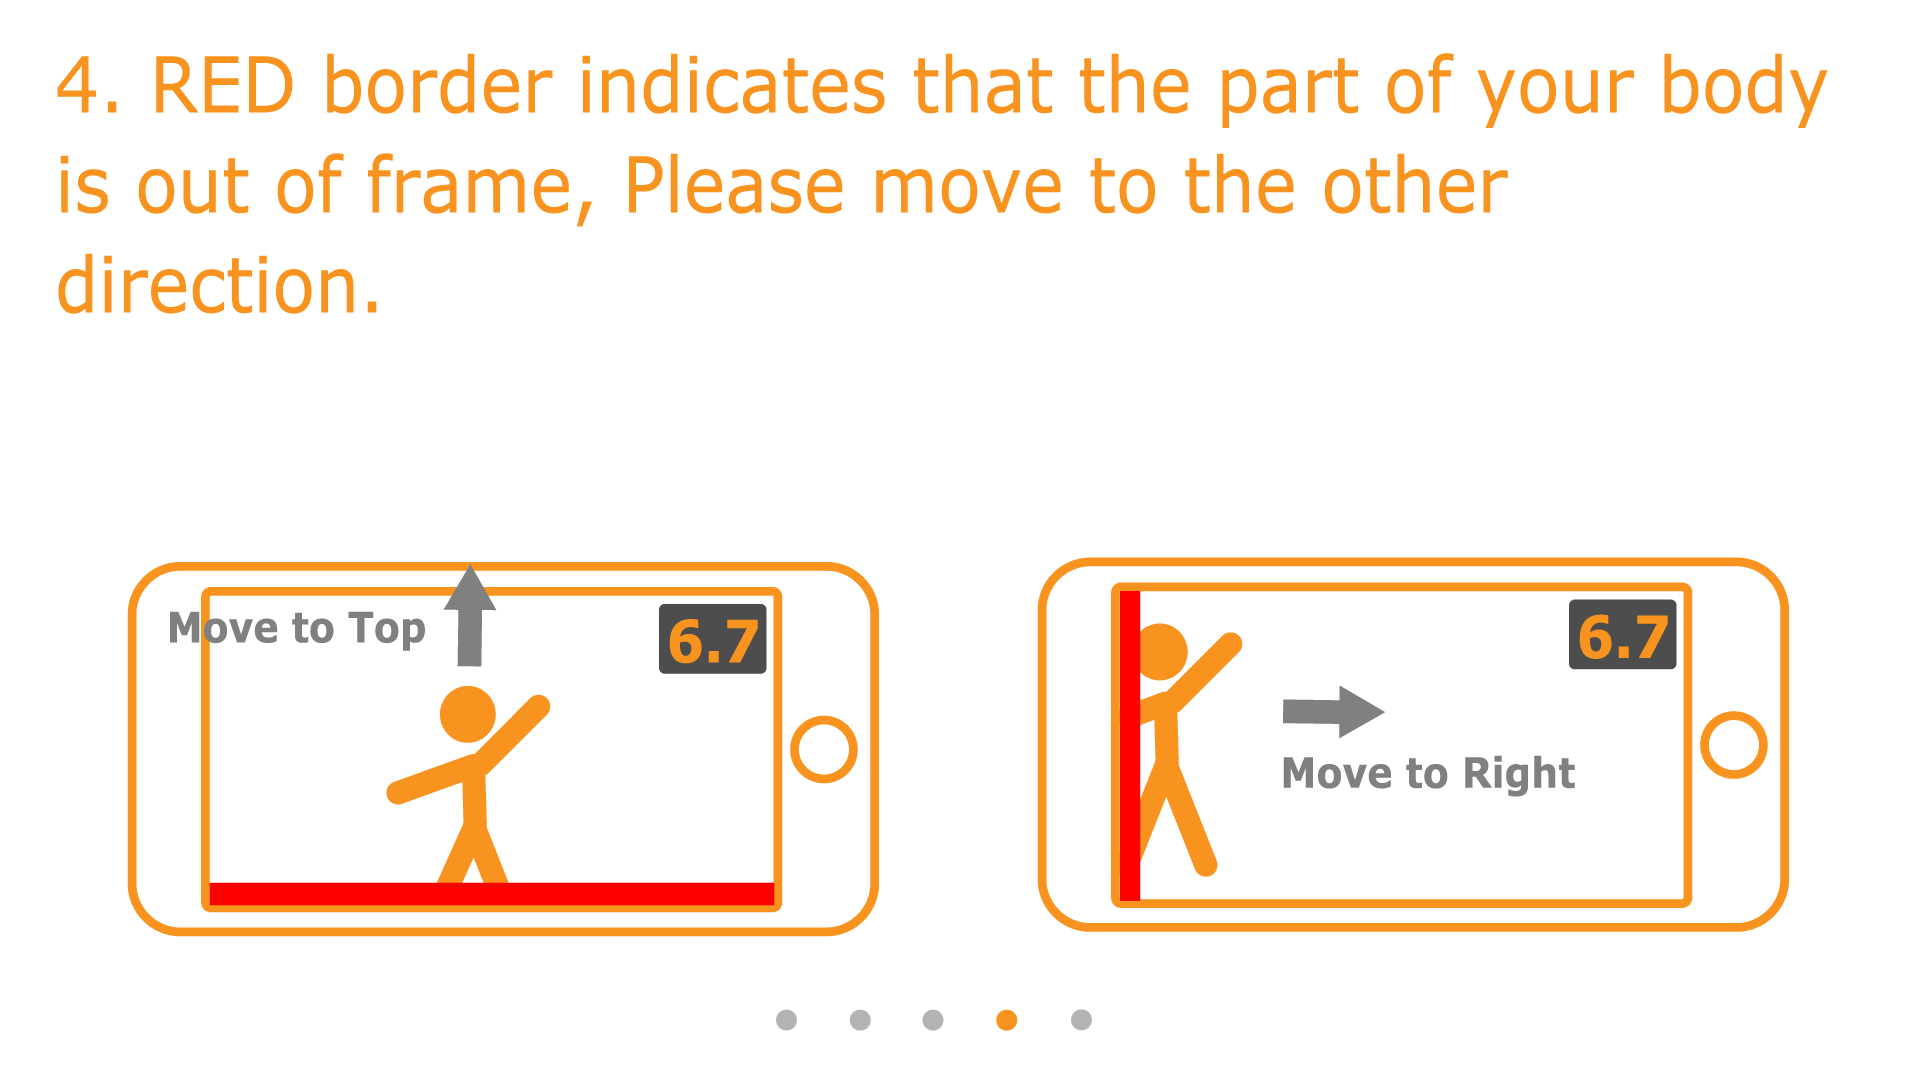 4. RED border indicates that the part of your body
is out of frame, Please move to the other
direction.
Move to Top
6.7
6.7
Move to Right